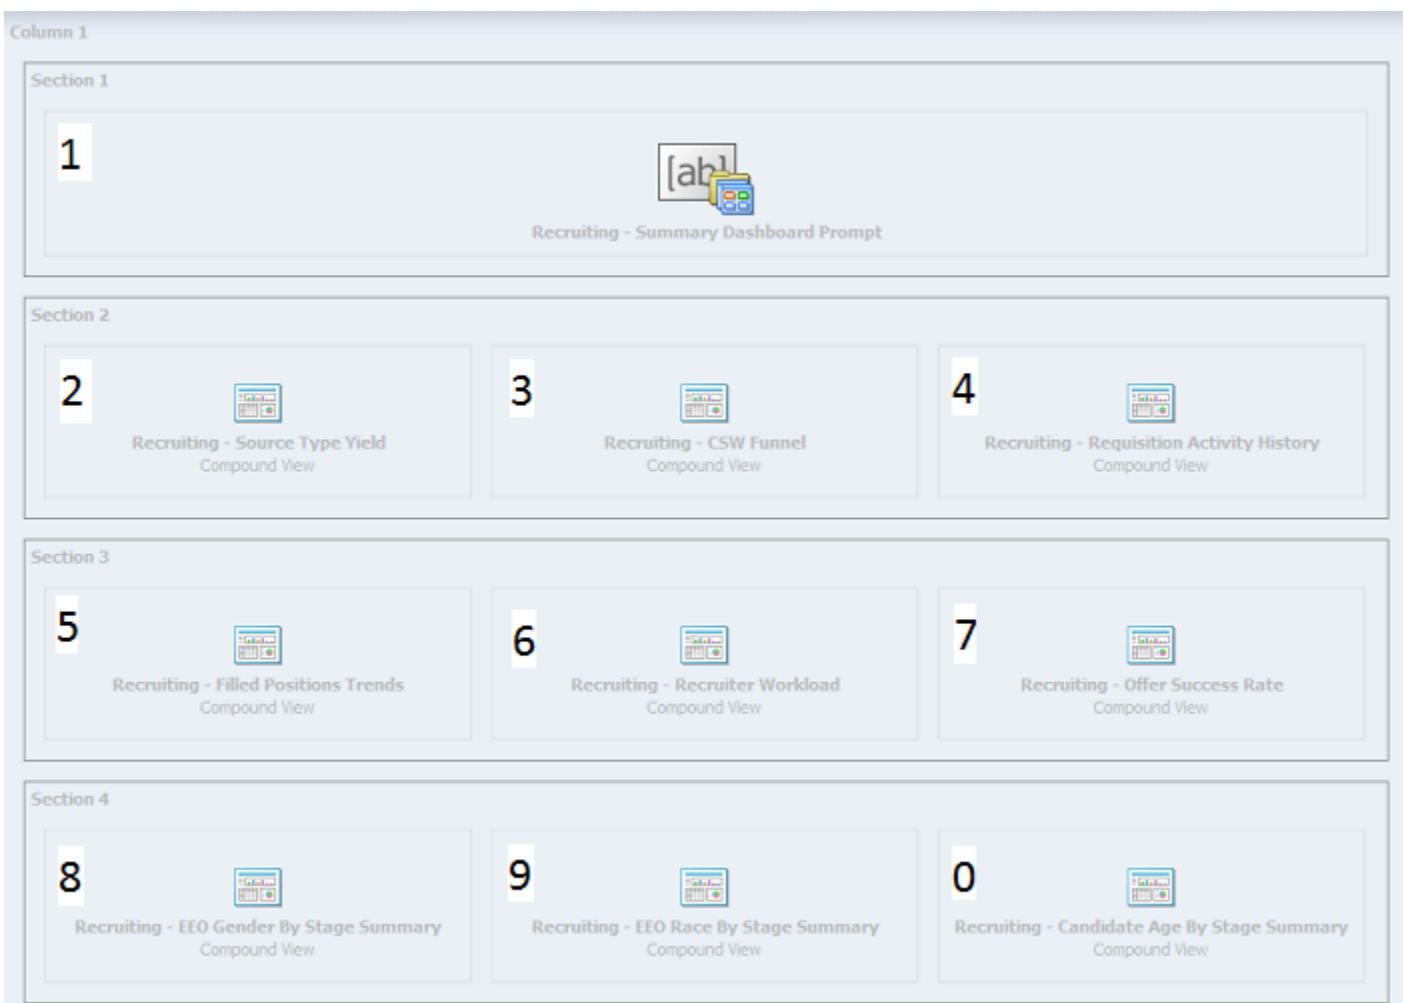 Column 1
Section 1
1
[ab]
Recruiting - Summary Dashboard Prompt
Section 2
2
Recruiting - Source Type Yield
Compound View
3
Recruiting - CSW Funnel
Compound View
4
Recruiting - Requisition Activity History
Compound View
Section 3
5
Recruiting - Filled Positions Trends
Compound View
6
Recruiting - Recruiter Workload
Compound View
7
Recruiting - Offer Success Rate
Compound View
Section 4
8
Recruiting - EEO Gender By Stage Summary
Compound View
9
Recruiting - EEO Race By Stage Summary
Compound View
0
Recruiting - Candidate Age By Stage Summary
Compound View